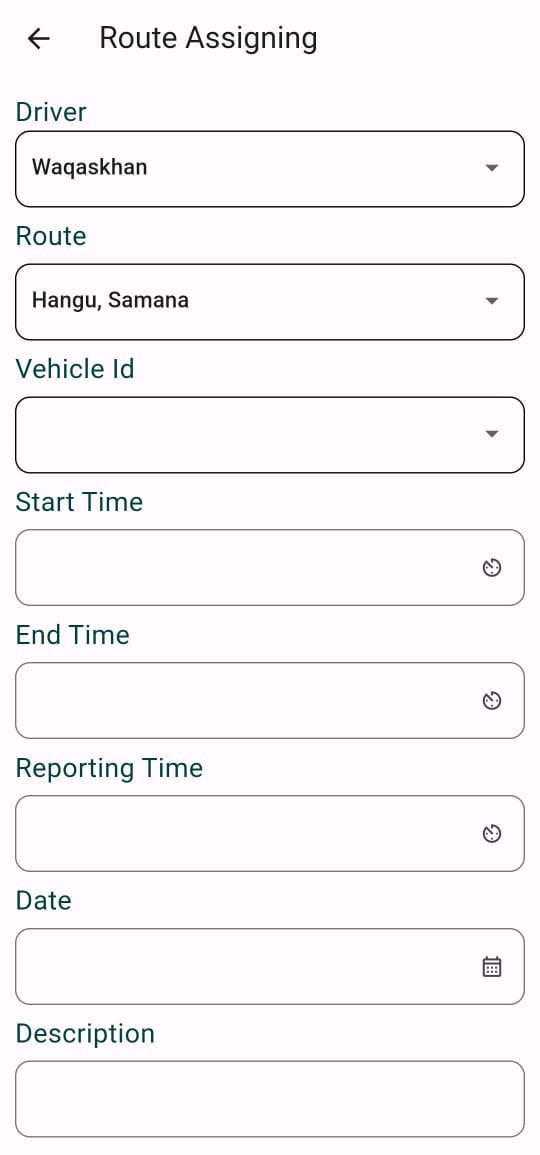 Route Assigning
Driver
Waqaskhan
Route
Hangu, Samana
Vehicle Id
Start Time
End Time
Reporting Time
Date
Description